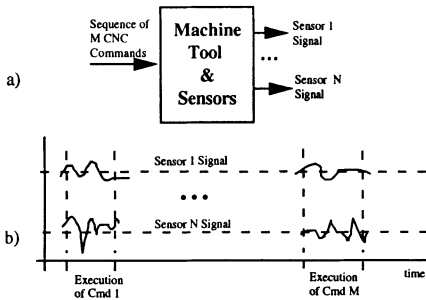 a)
Sequence of
M CNC
Commands
Machine
Tool
&
Sensors
Sensor 1
Signal
...
Sensor N
Signal
b)
Sensor 1 Signal
...
Sensor N Signal
time
Execution
of Cmd 1
Execution
of Cmd M